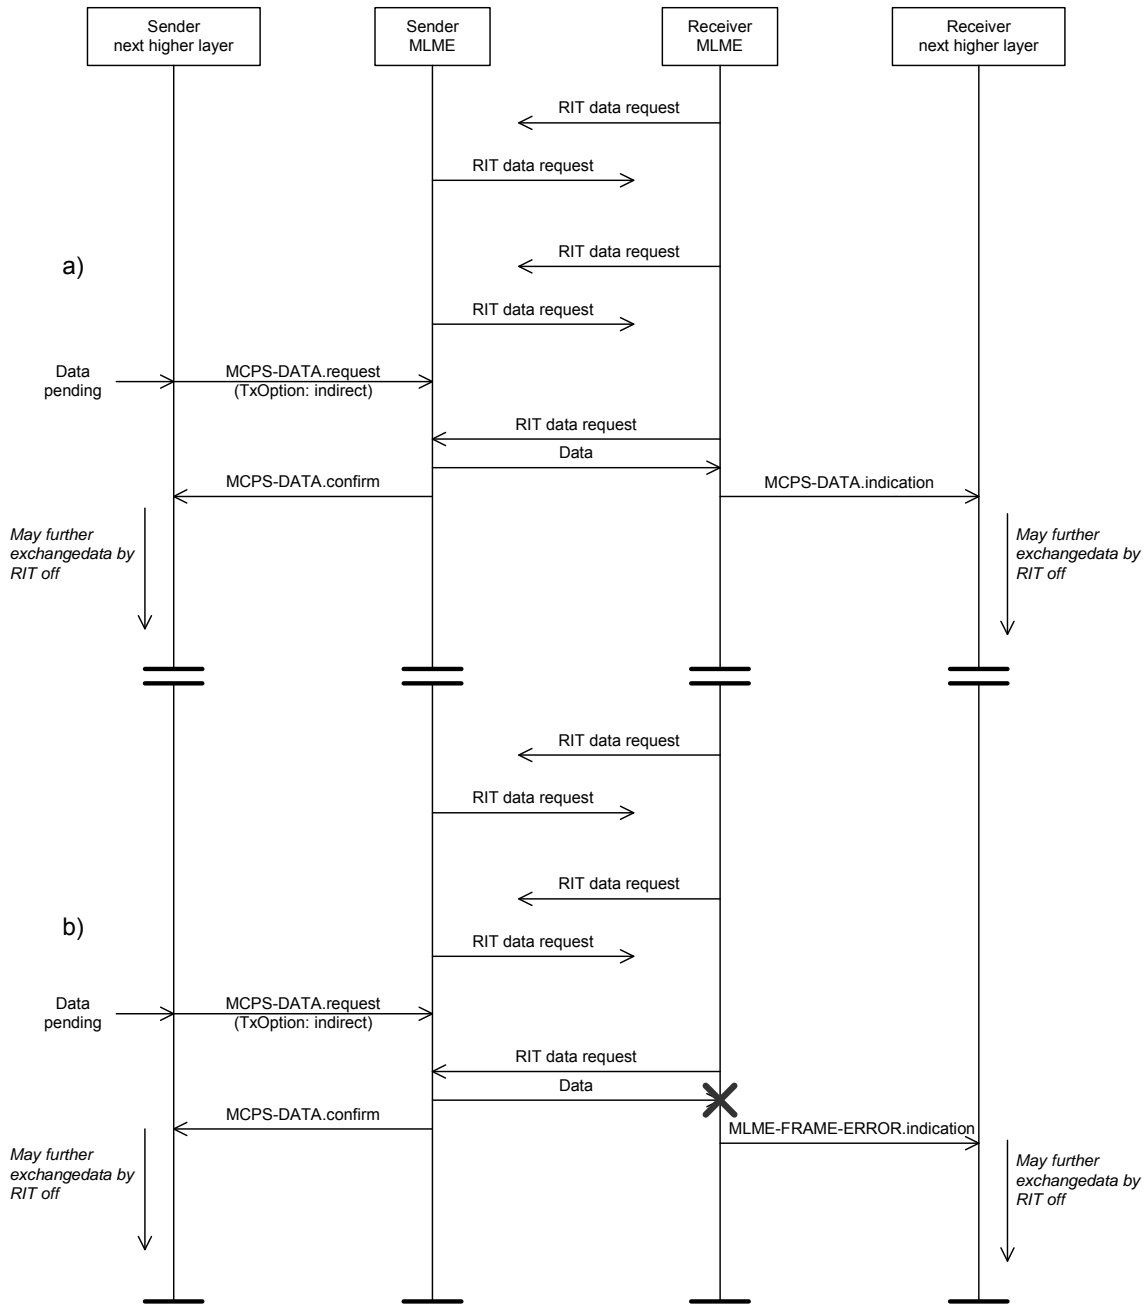 Sender
next higher layer
Sender
MLME
Receiver
MLME
Receiver
next higher layer
RIT data request
RIT data request
RIT data request
a)
RIT data request
Data
pending
MCPS-DATA.request
(TxOption: indirect)
RIT data request
Data
MCPS-DATA.confirm
MCPS-DATA.indication
May further
exchangedata by
RIT off
May further
exchangedata by
RIT off
RIT data request
RIT data request
RIT data request
b)
RIT data request
Data
pending
MCPS-DATA.request
(TxOption: indirect)
RIT data request
Data
MCPS-DATA.confirm
MLME-FRAME-ERROR.indication
May further
exchangedata by
RIT off
May further
exchangedata by
RIT off